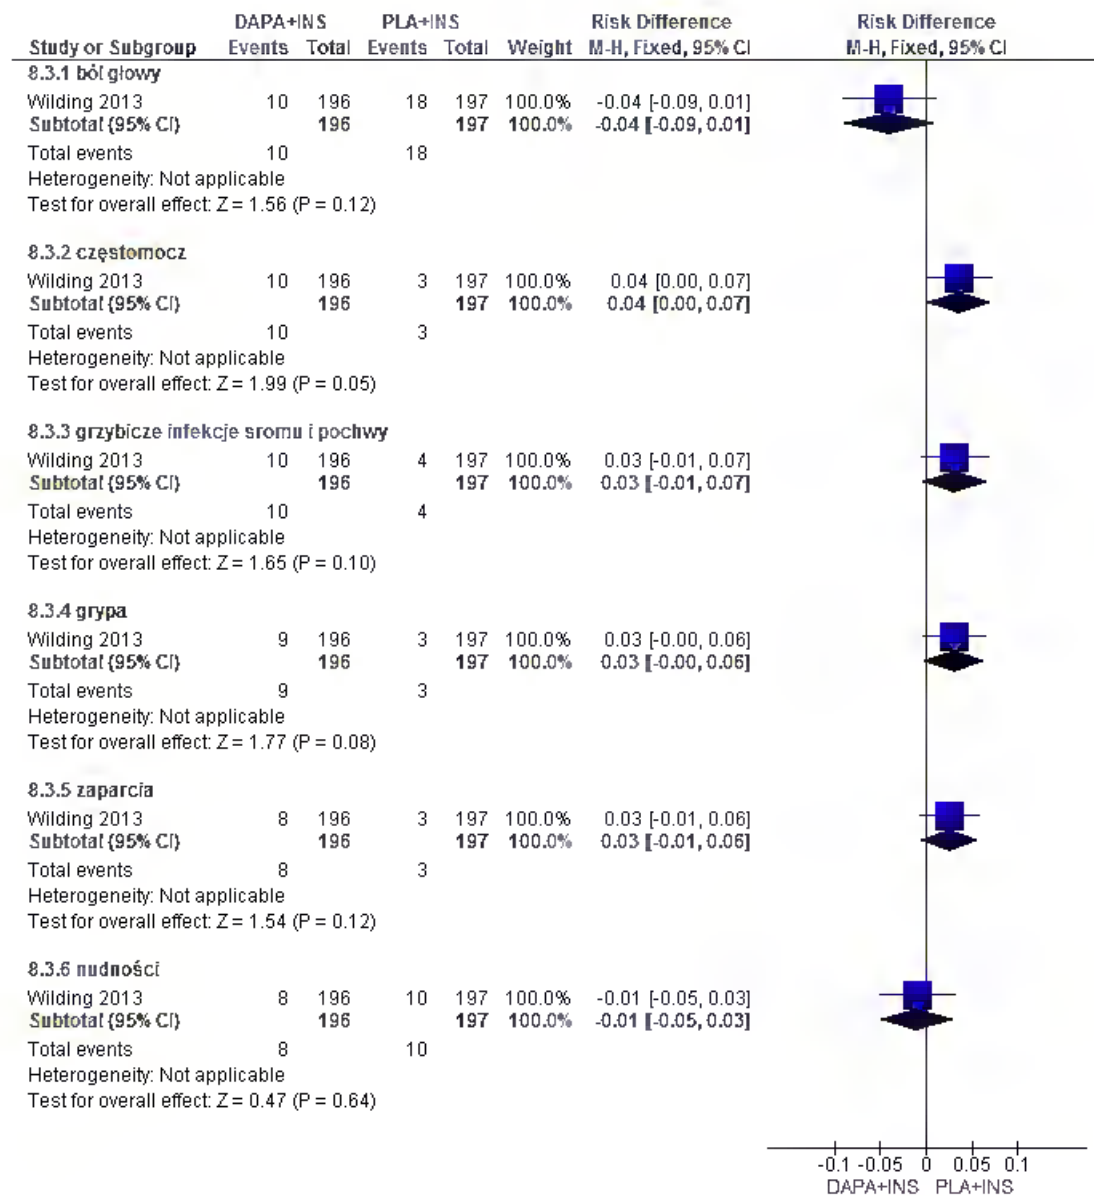 DAPA+INS PLA+INS Risk Difference Risk Difference
Study or Subgroup Events Total Events Total Weight M-H, Fixed, 95% CI M-H, Fixed, 95% CI
8.3.1 ból głowy
Wilding 2013 10 196 18 197 100.0% -0.04 [-0.09, 0.01]
Subtotal (95% CI) 196 197 100.0% -0.04 [-0.09, 0.01]
Total events 10 18
Heterogeneity: Not applicable
Test for overall effect: Z = 1.56 (P = 0.12)
8.3.2 częstomocz
Wilding 2013 10 196 3 197 100.0% 0.04 [0.00, 0.07]
Subtotal (95% CI) 196 197 100.0% 0.04 [0.00, 0.07]
Total events 10 3
Heterogeneity: Not applicable
Test for overall effect: Z = 1.99 (P = 0.05)
8.3.3 grzybicze infekcje sromu i pochwy
Wilding 2013 10 196 4 197 100.0% 0.03 [-0.01, 0.07]
Subtotal (95% CI) 196 197 100.0% 0.03 [-0.01, 0.07]
Total events 10 4
Heterogeneity: Not applicable
Test for overall effect: Z = 1.65 (P = 0.10)
8.3.4 grypa
Wilding 2013 9 196 3 197 100.0% 0.03 [-0.00, 0.06]
Subtotal (95% CI) 196 197 100.0% 0.03 [-0.00, 0.06]
Total events 9 3
Heterogeneity: Not applicable
Test for overall effect: Z = 1.77 (P = 0.08)
8.3.5 zaparcia
Wilding 2013 8 196 3 197 100.0% 0.03 [-0.01, 0.06]
Subtotal (95% CI) 196 197 100.0% 0.03 [-0.01, 0.06]
Total events 8 3
Heterogeneity: Not applicable
Test for overall effect: Z = 1.54 (P = 0.12)
8.3.6 nudności
Wilding 2013 8 196 10 197 100.0% -0.01 [-0.05, 0.03]
Subtotal (95% CI) 196 197 100.0% -0.01 [-0.05, 0.03]
Total events 8 10
Heterogeneity: Not applicable
Test for overall effect: Z = 0.47 (P = 0.64)
-0.1 -0.05 0 0.05 0.1
DAPA+INS PLA+INS